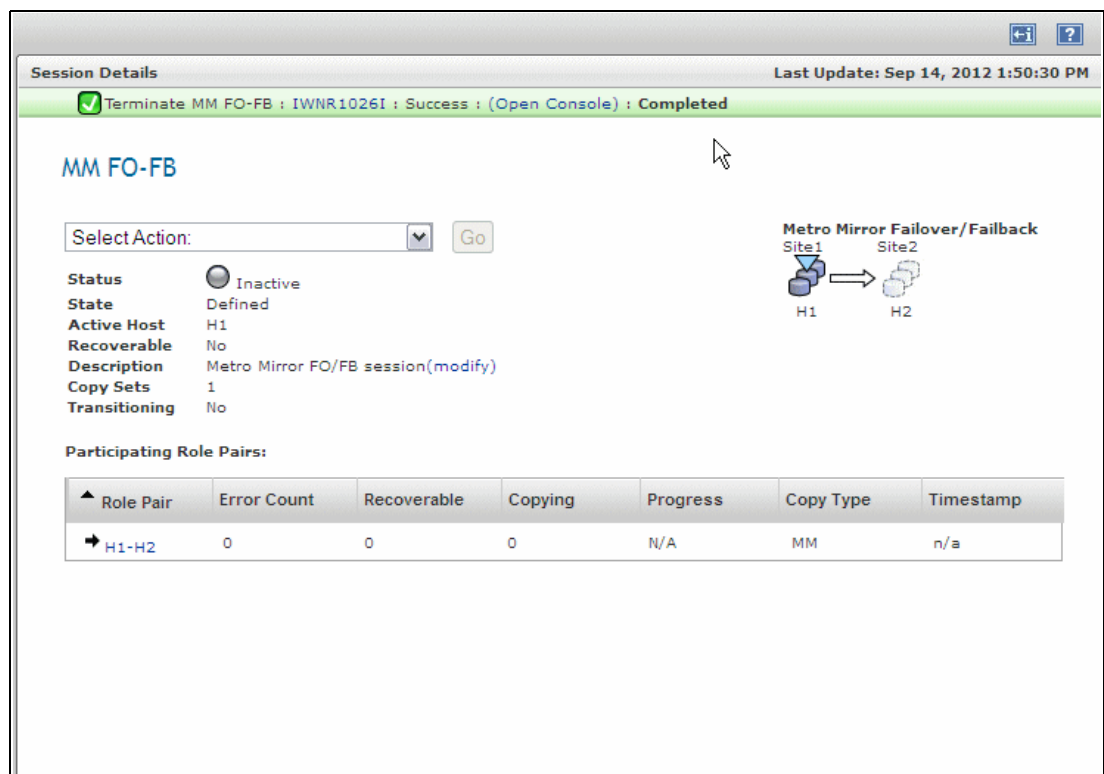 ?
Session Details Last Update: Sep 14, 2012 1:50:30 PM
Terminate MM FO-FB : IWNR1026I : Success : (Open Console) : Completed
MM FO-FB
Select Action: Go
Metro Mirror Failover/Failback
Site1 Site2
H1 H2
Status Inactive
State Defined
Active Host H1
Recoverable No
Description Metro Mirror FO/FB session(modify)
Copy Sets 1
Transitioning No
Participating Role Pairs:
Role Pair Error Count Recoverable Copying Progress Copy Type Timestamp
H1-H2 0 0 0 N/A MM n/a